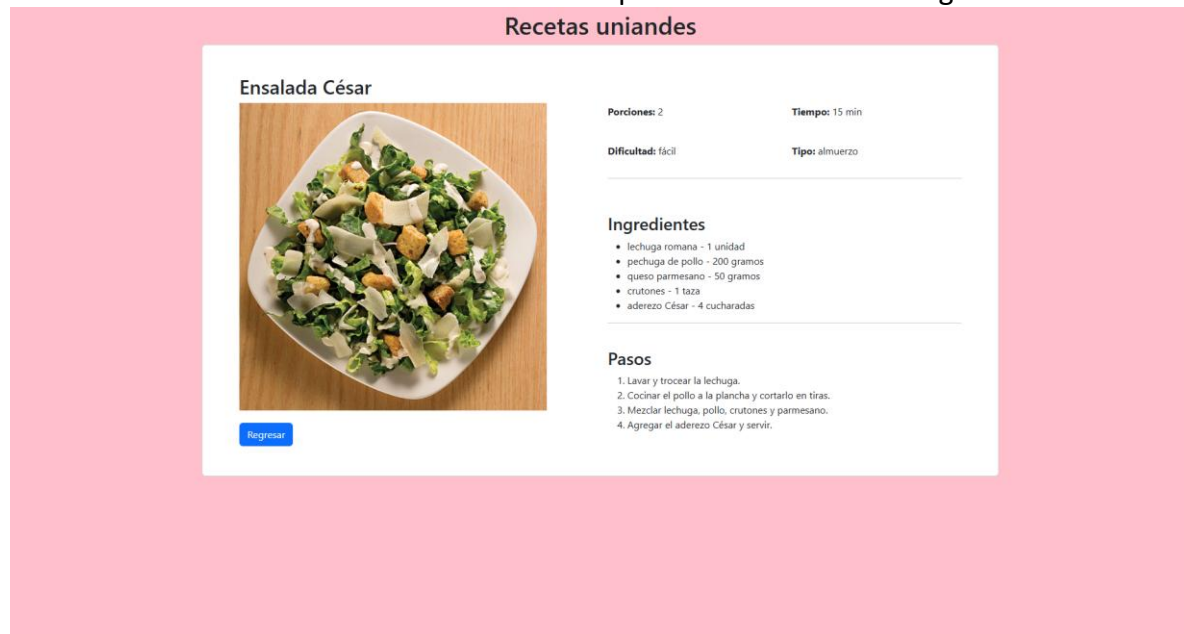 Recetas uniandes
Ensalada César
Porciones: 2
Tiempo: 15 min
Dificultad: fácil
Tipo: almuerzo
Ingredientes
• lechuga romana - 1 unidad
• pechuga de pollo - 200 gramos
• queso parmesano - 50 gramos
• crutones - 1 taza
• aderezo César - 4 cucharadas
Pasos
1. Lavar y trocear la lechuga.
2. Cocinar el pollo a la plancha y cortarlo en tiras.
3. Mezclar lechuga, pollo, crutones y parmesano.
4. Agregar el aderezo César y servir.
Regresar